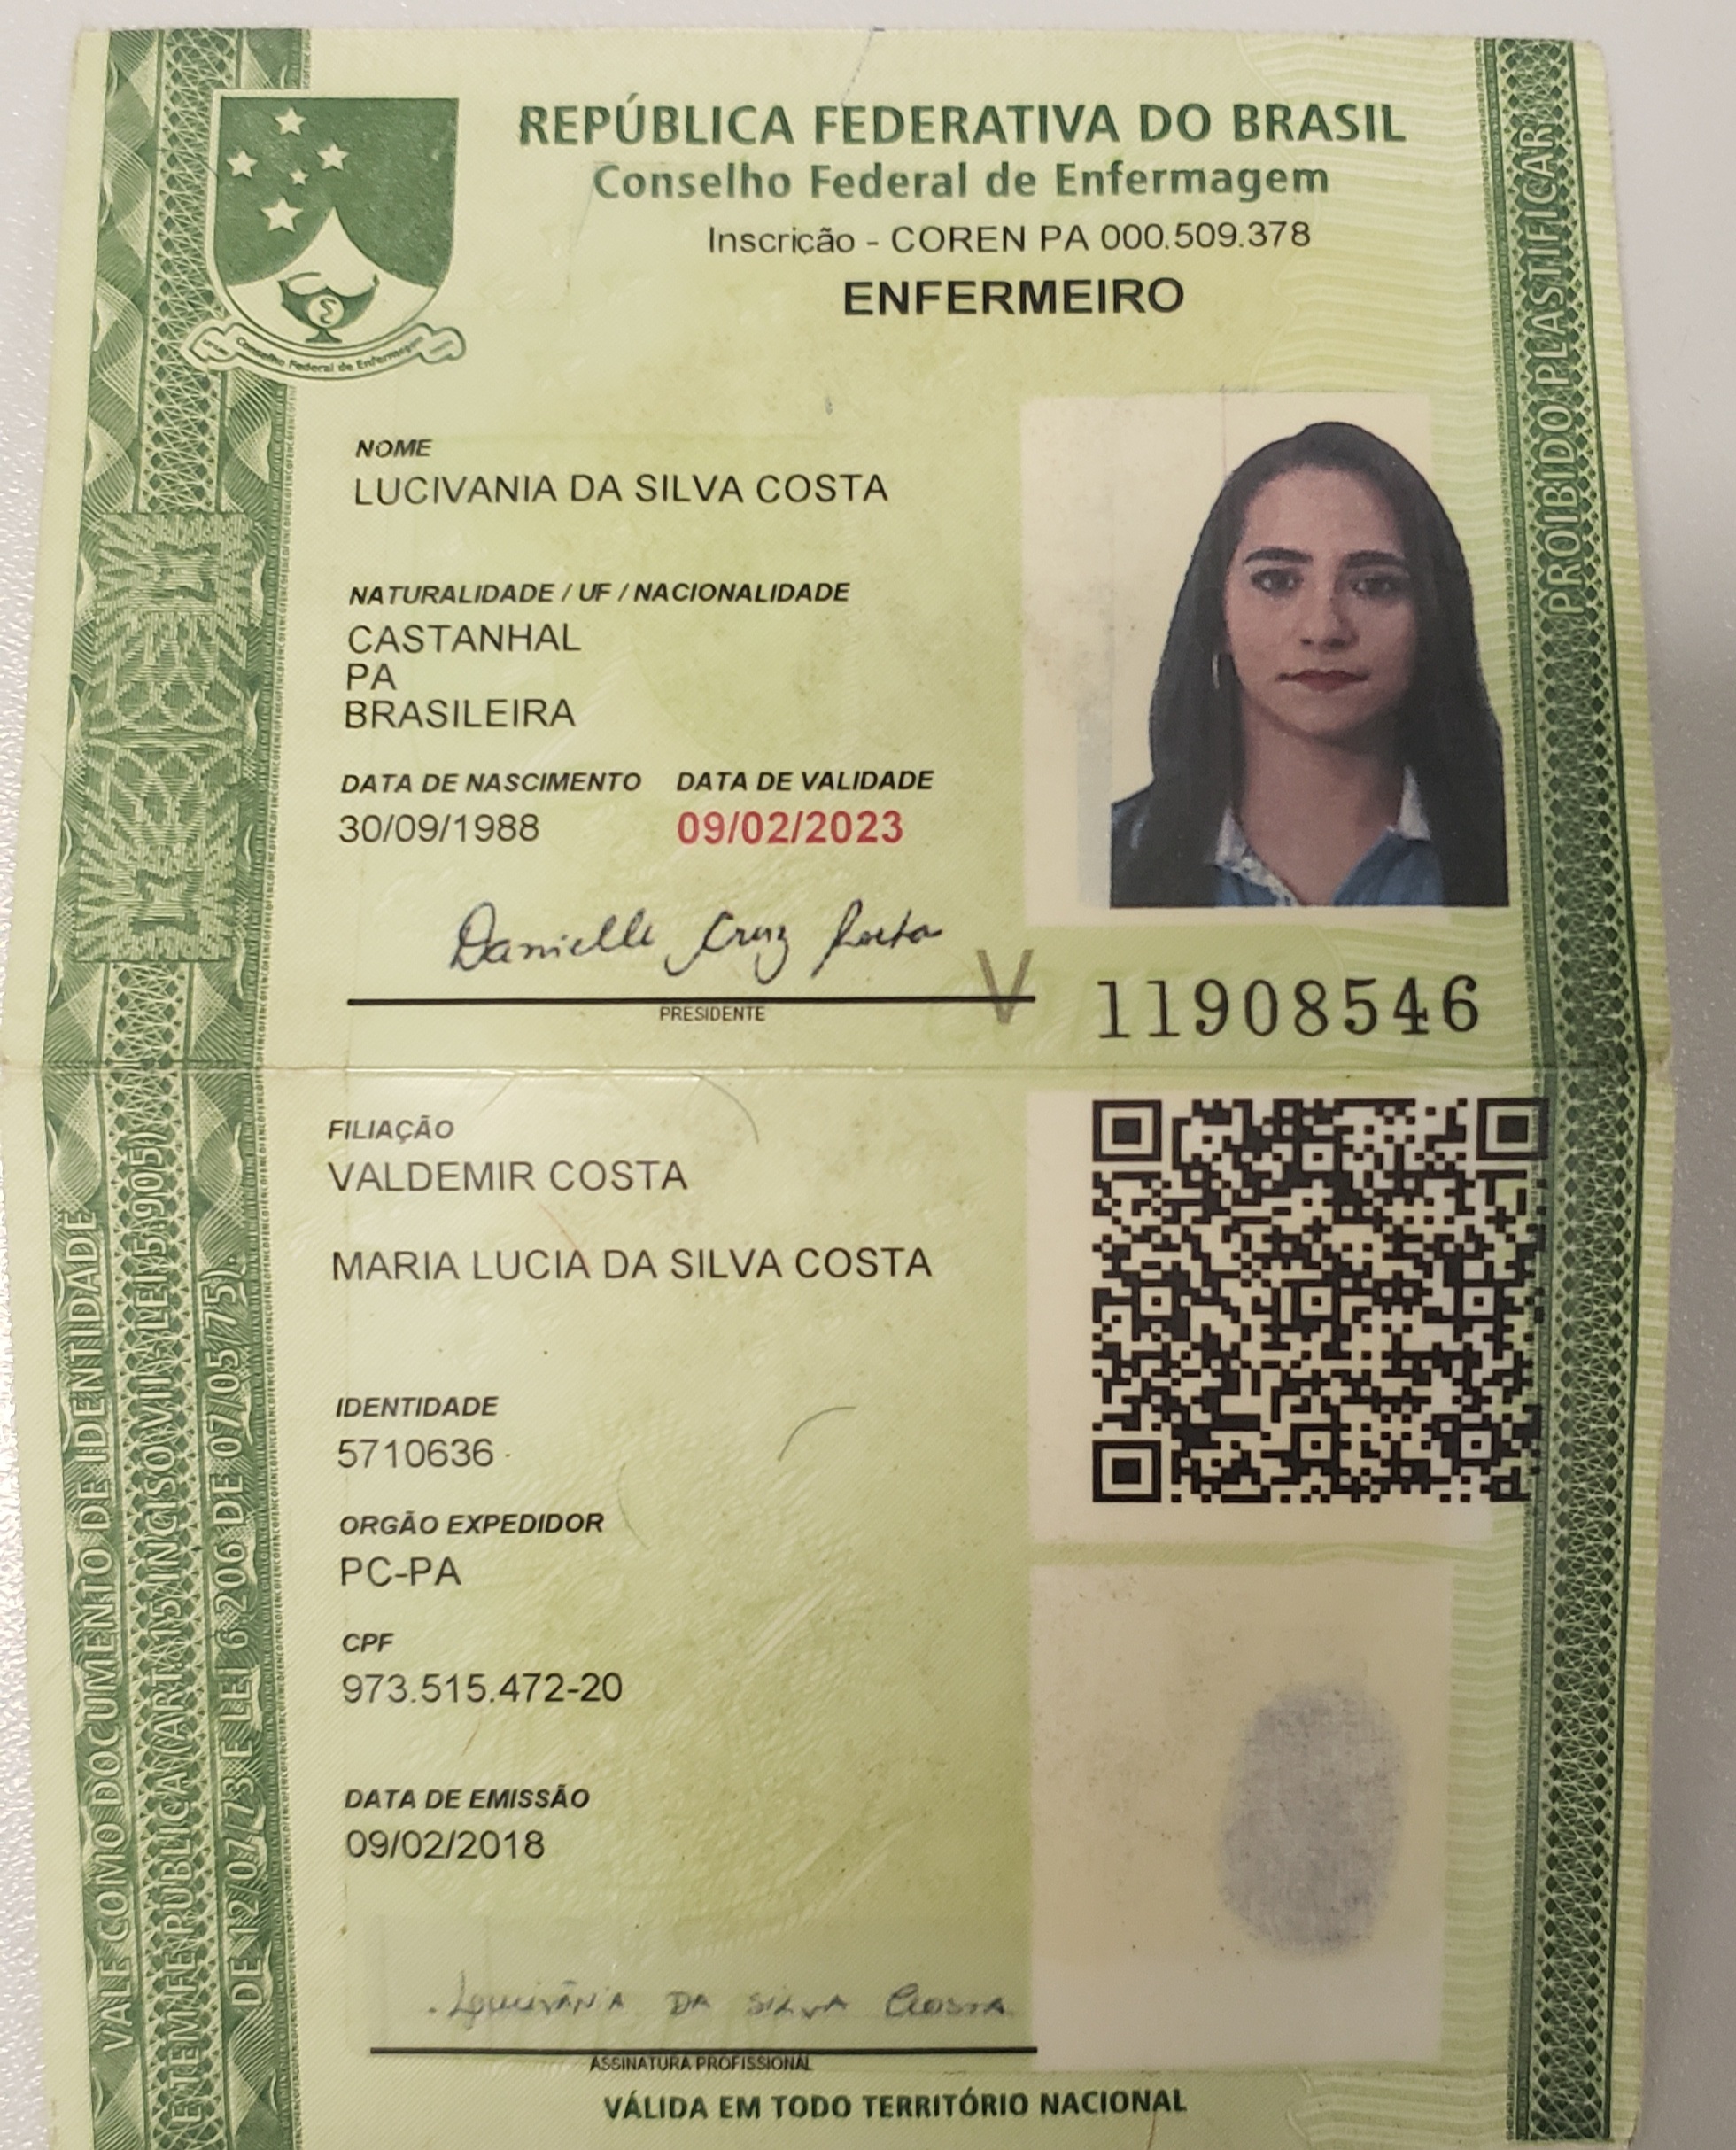 REPÚBLICA FEDERATIVA DO BRASIL
Conselho Federal de Enfermagem
Inscrição - COREN PA 000.509.378
ENFERMEIRO
Conselho Federal de Enfermagem
NOME
LUCIVANIA DA SILVA COSTA
NATURALIDADE / UF / NACIONALIDADE
CASTANHAL
PA
BRASILEIRA
DATA DE NASCIMENTO DATA DE VALIDADE
30/09/1988 09/02/2023
Danielle Cruz
PRESIDENTE
V 11908546
FILIAÇÃO
VALDEMIR COSTA
MARIA LUCIA DA SILVA COSTA
IDENTIDADE
5710636
ORGÃO EXPEDIDOR
PC-PA
CPF
973.515.472-20
DATA DE EMISSÃO
09/02/2018
Lucivânia DA SILVA COSTA
ASSINATURA PROFISSIONAL
VÁLIDA EM TODO TERRITÓRIO NACIONAL
PROIBIDO PLASTIFICAR
VALE COMO DOCUMENTO DE IDENTIDADE
E TEM FÉ PÚBLICA (ART. 15 INCISO VII LEI 5.905)
DE 12/07/73 E LEI 6.206 DE 07/05/75).